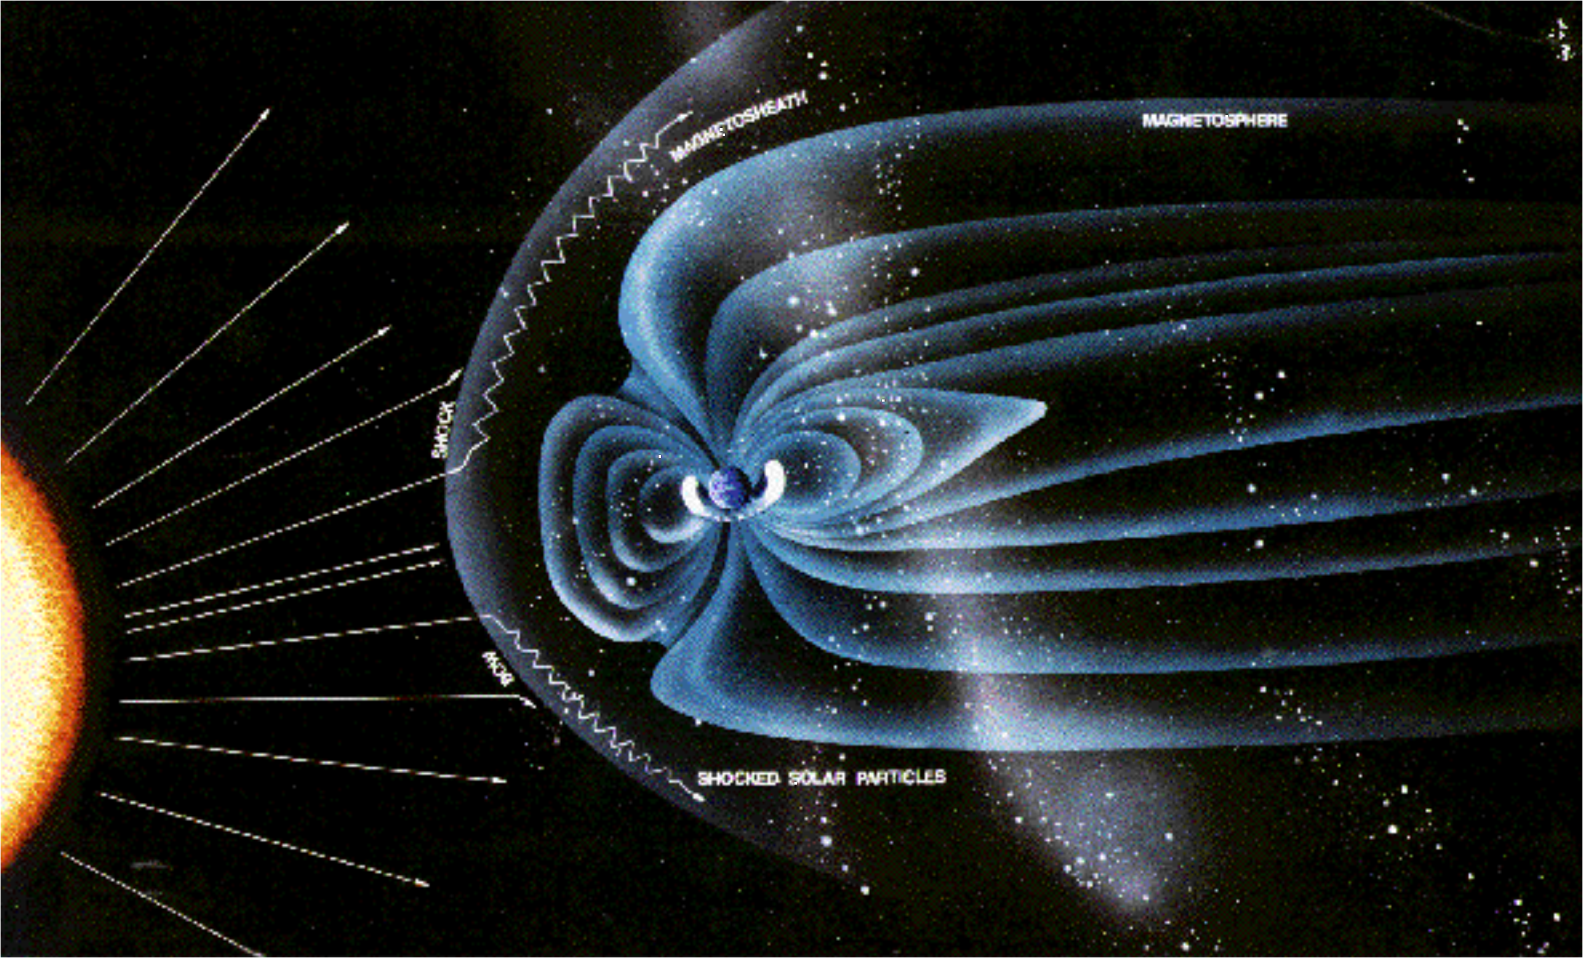 MAGNETOSHEATH
MAGNETOSPHERE
SHOCK
BOW
SHOCKED SOLAR PARTICLES